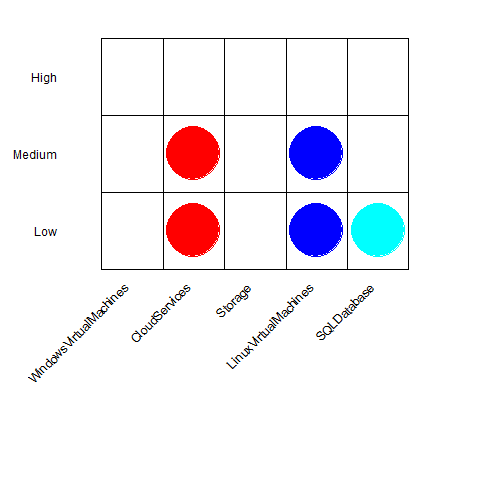 High
Medium
Low
WindowsVirtualMachines
CloudServices
Storage
LinuxVirtualMachines
SQLDatabase